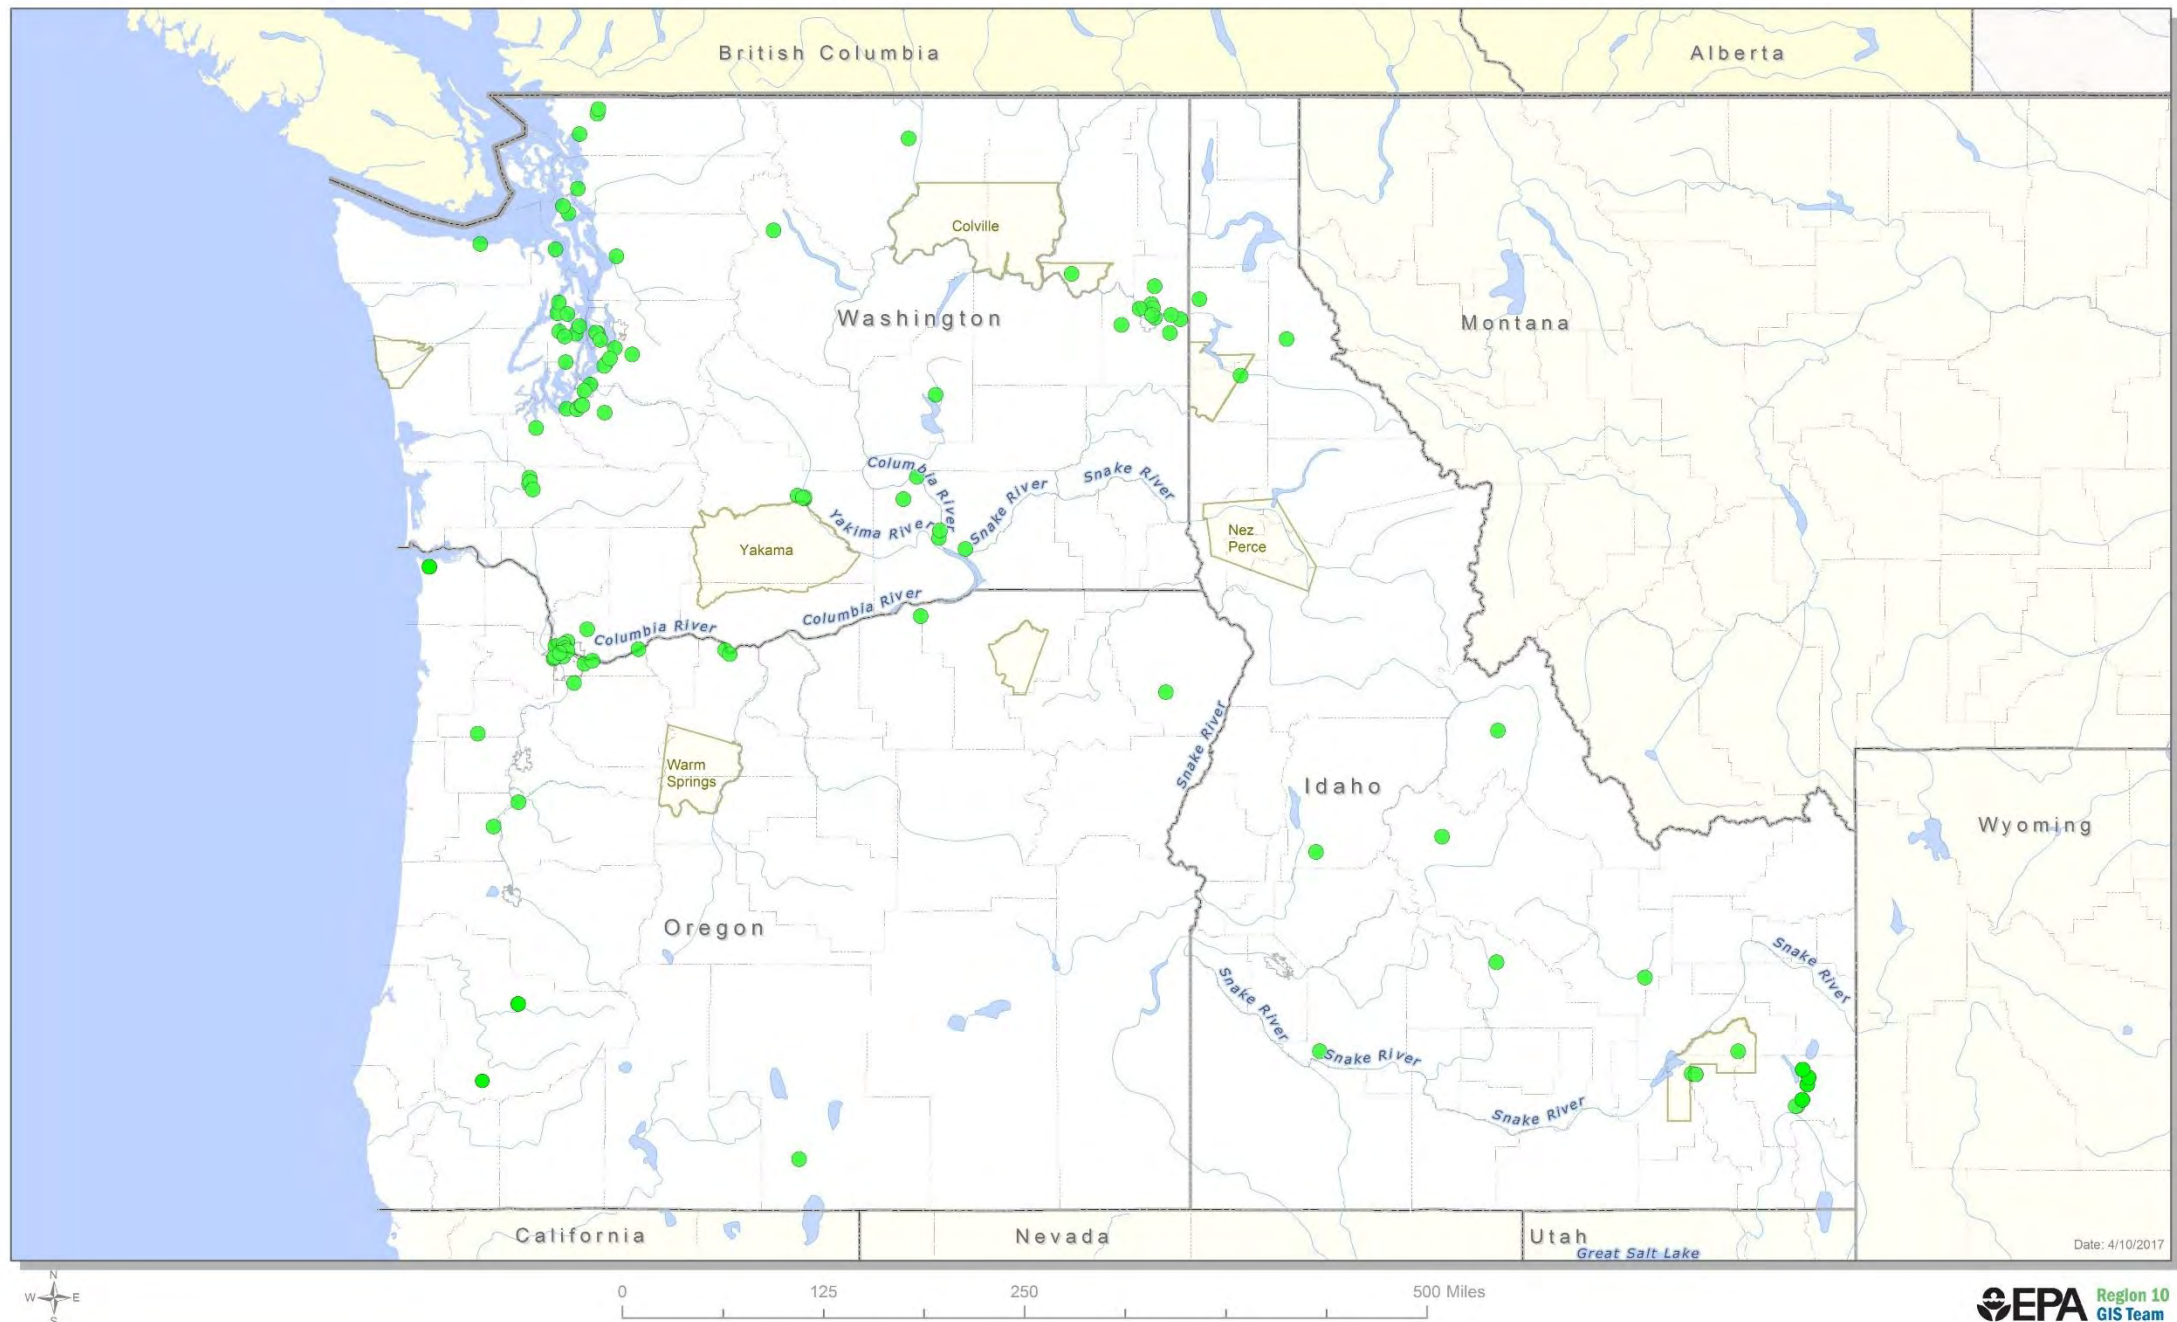 British Columbia
Alberta
Colville
Washington
Montana
Columbia River
Snake River
Snake River
Yakima River
Yakama
Nez
Perce
Columbia River
Columbia River
Snake River
Warm
Springs
Idaho
Wyoming
Oregon
Snake River
Snake River
Snake River
Snake River
California
Nevada
Utah
Great Salt Lake
Date: 4/10/2017
N
W E
S
0 125 250 500 Miles
EPA Region 10
GIS Team